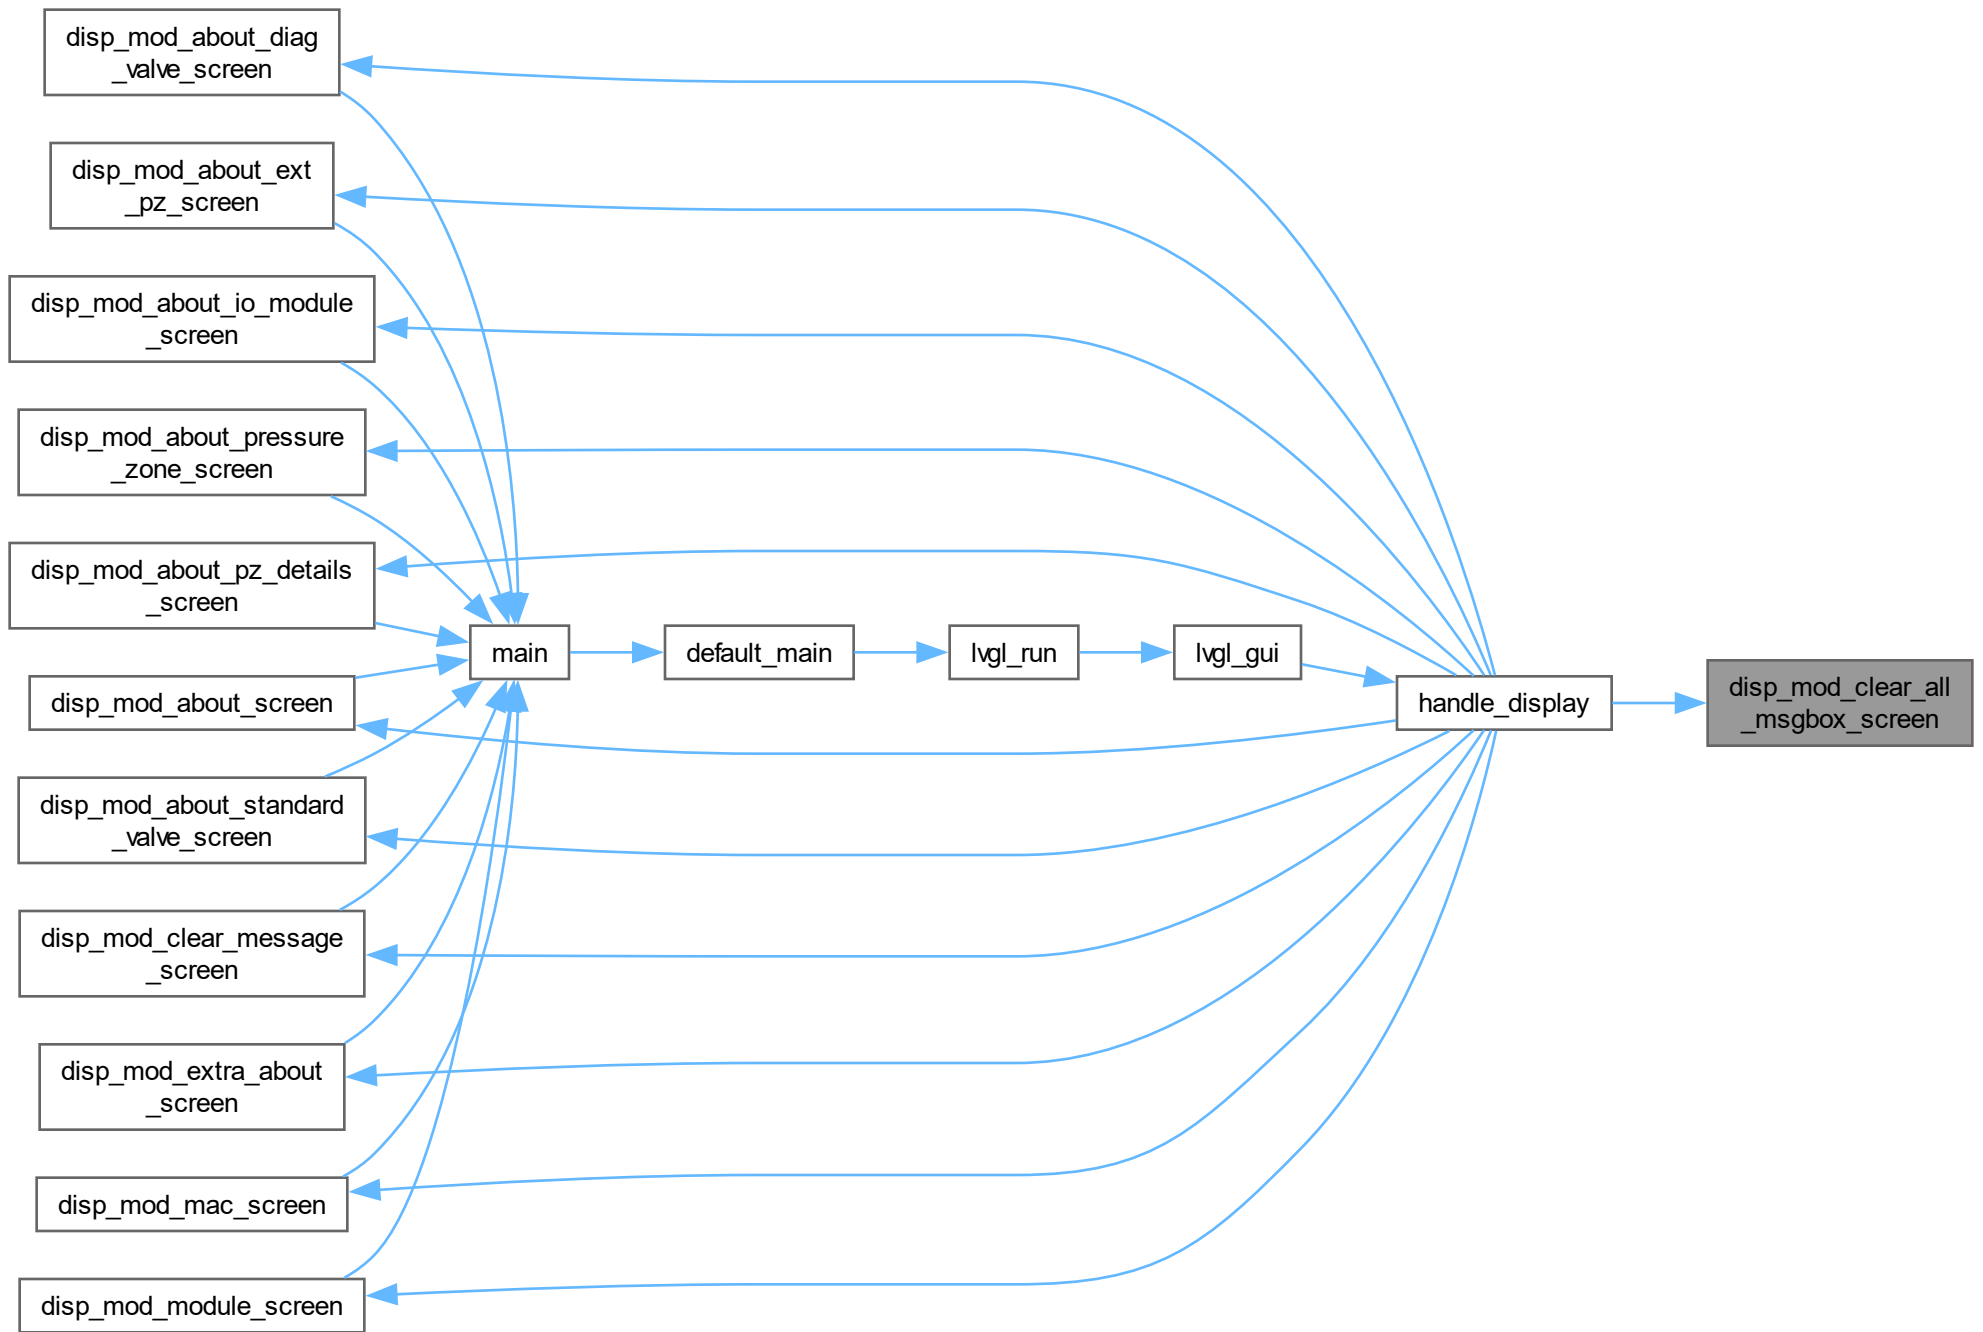 disp_mod_about_diag
_valve_screen
disp_mod_about_ext
_pz_screen
disp_mod_about_io_module
_screen
disp_mod_about_pressure
_zone_screen
disp_mod_about_pz_details
_screen
disp_mod_about_screen
disp_mod_about_standard
_valve_screen
disp_mod_clear_message
_screen
disp_mod_extra_about
_screen
disp_mod_mac_screen
disp_mod_module_screen
main
default_main
lvgl_run
lvgl_gui
handle_display
disp_mod_clear_all
_msgbox_screen